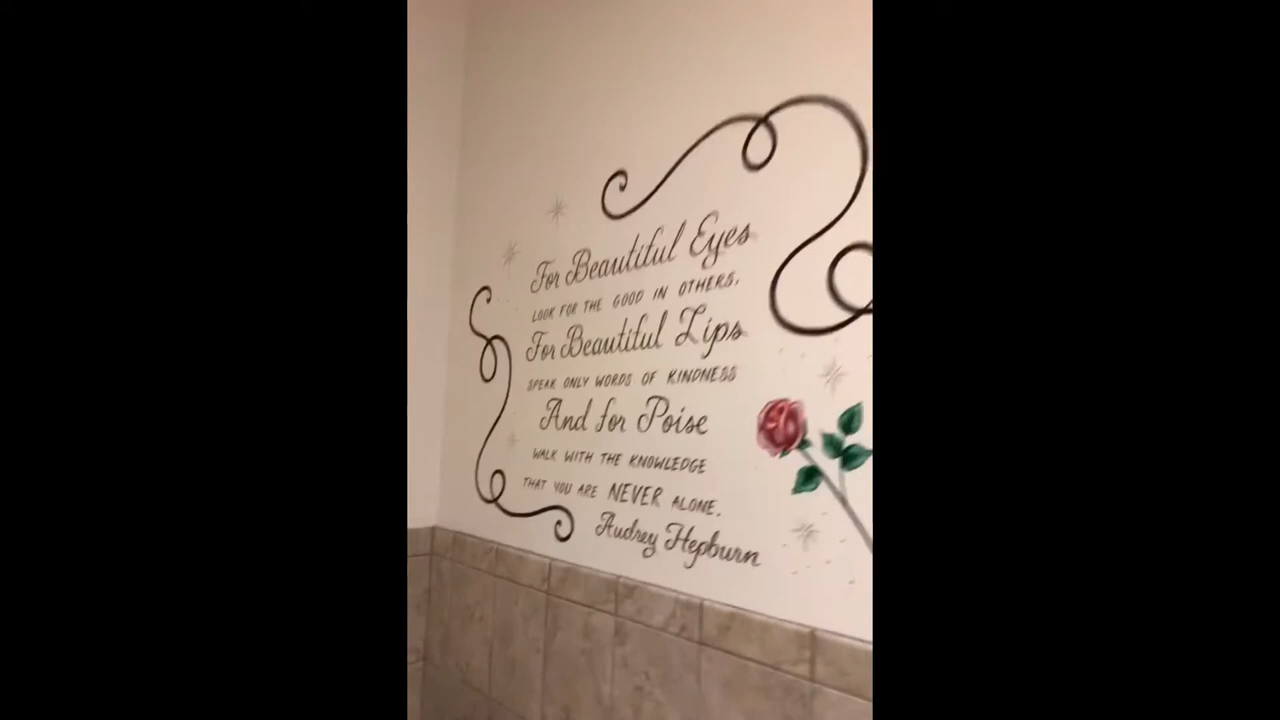 For Beautiful Eyes
LOOK FOR THE GOOD IN OTHERS,
For Beautiful Lips
SPEAK ONLY WORDS OF KINDNESS
And for Poise
WALK WITH THE KNOWLEDGE
THAT YOU ARE NEVER ALONE.
Audrey Hepburn